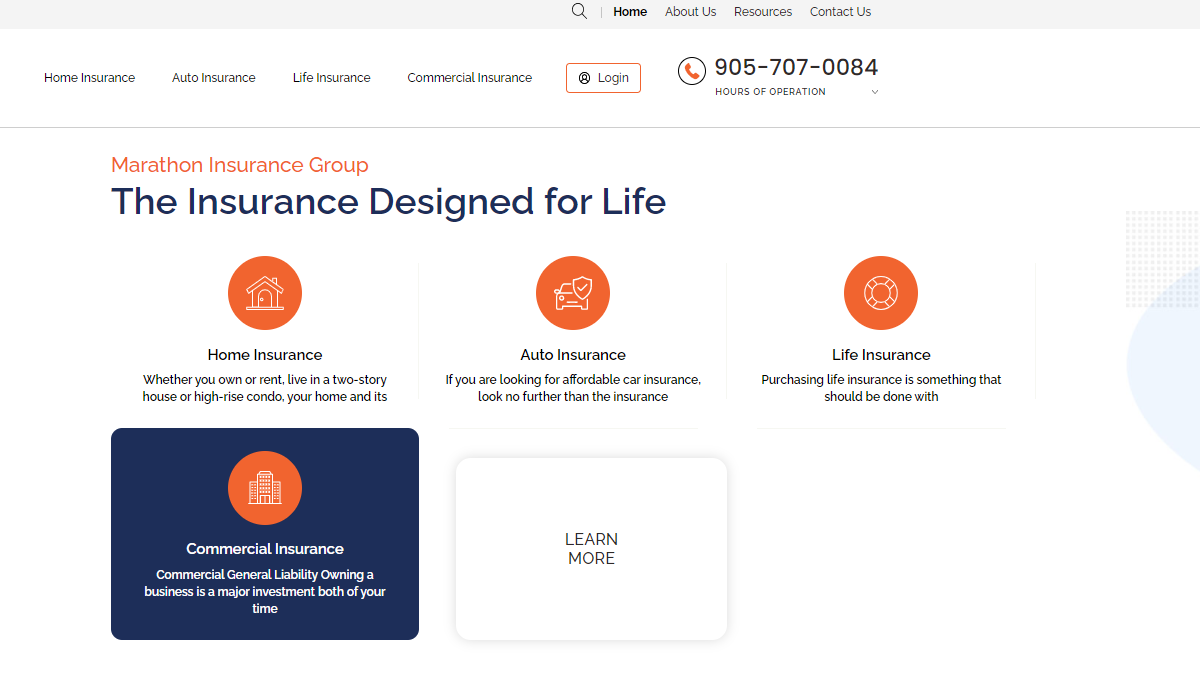 Home
About Us
Resources
Contact Us
Home Insurance
Auto Insurance
Life Insurance
Commercial Insurance
Login
905-707-0084
HOURS OF OPERATION
Marathon Insurance Group
The Insurance Designed for Life
Home Insurance
Whether you own or rent, live in a two-story
house or high-rise condo, your home and its
Auto Insurance
If you are looking for affordable car insurance,
look no further than the insurance
Life Insurance
Purchasing life insurance is something that
should be done with
Commercial Insurance
Commercial General Liability Owning a
business is a major investment both of your
time
LEARN
MORE